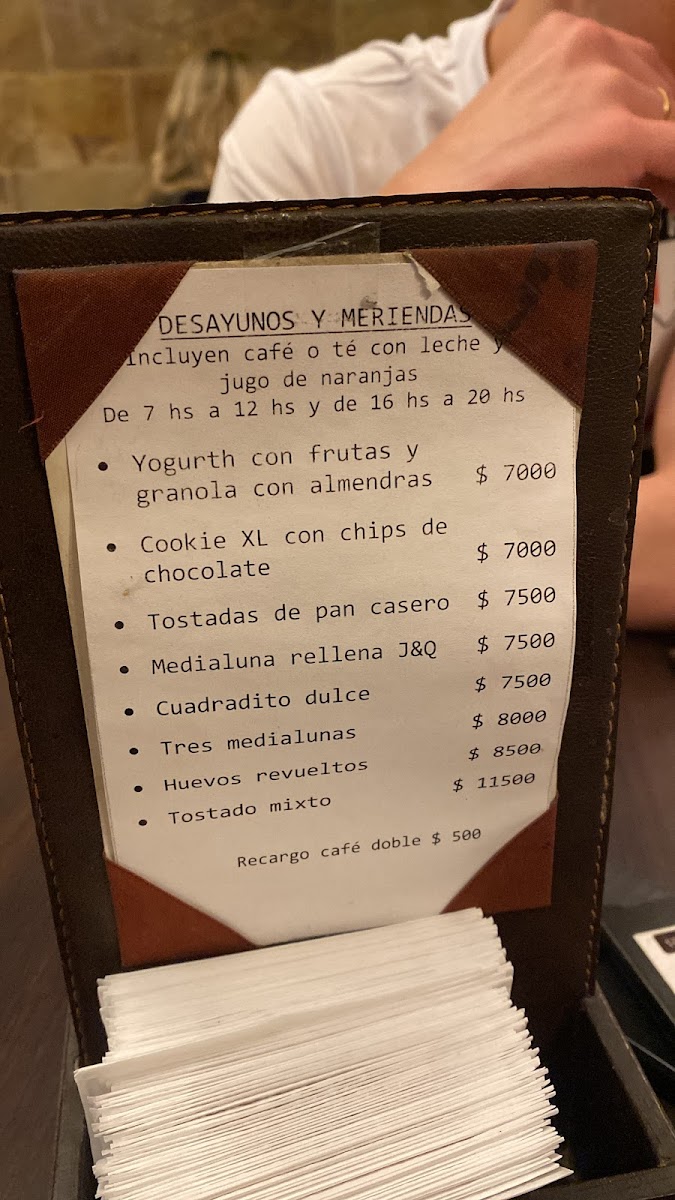 DESAYUNOS Y MERIENDAS
Incluyen café o té con leche y
jugo de naranjas
De 7 hs a 12 hs y de 16 hs a 20 hs
• Yogurth con frutas y
granola con almendras $ 7000
• Cookie XL con chips de
chocolate $ 7000
• Tostadas de pan casero $ 7500
• Medialuna rellena J&Q $ 7500
• Cuadradito dulce $ 7500
• Tres medialunas $ 8000
• Huevos revueltos $ 8500
• Tostado mixto $ 11500
Recargo café doble $ 500